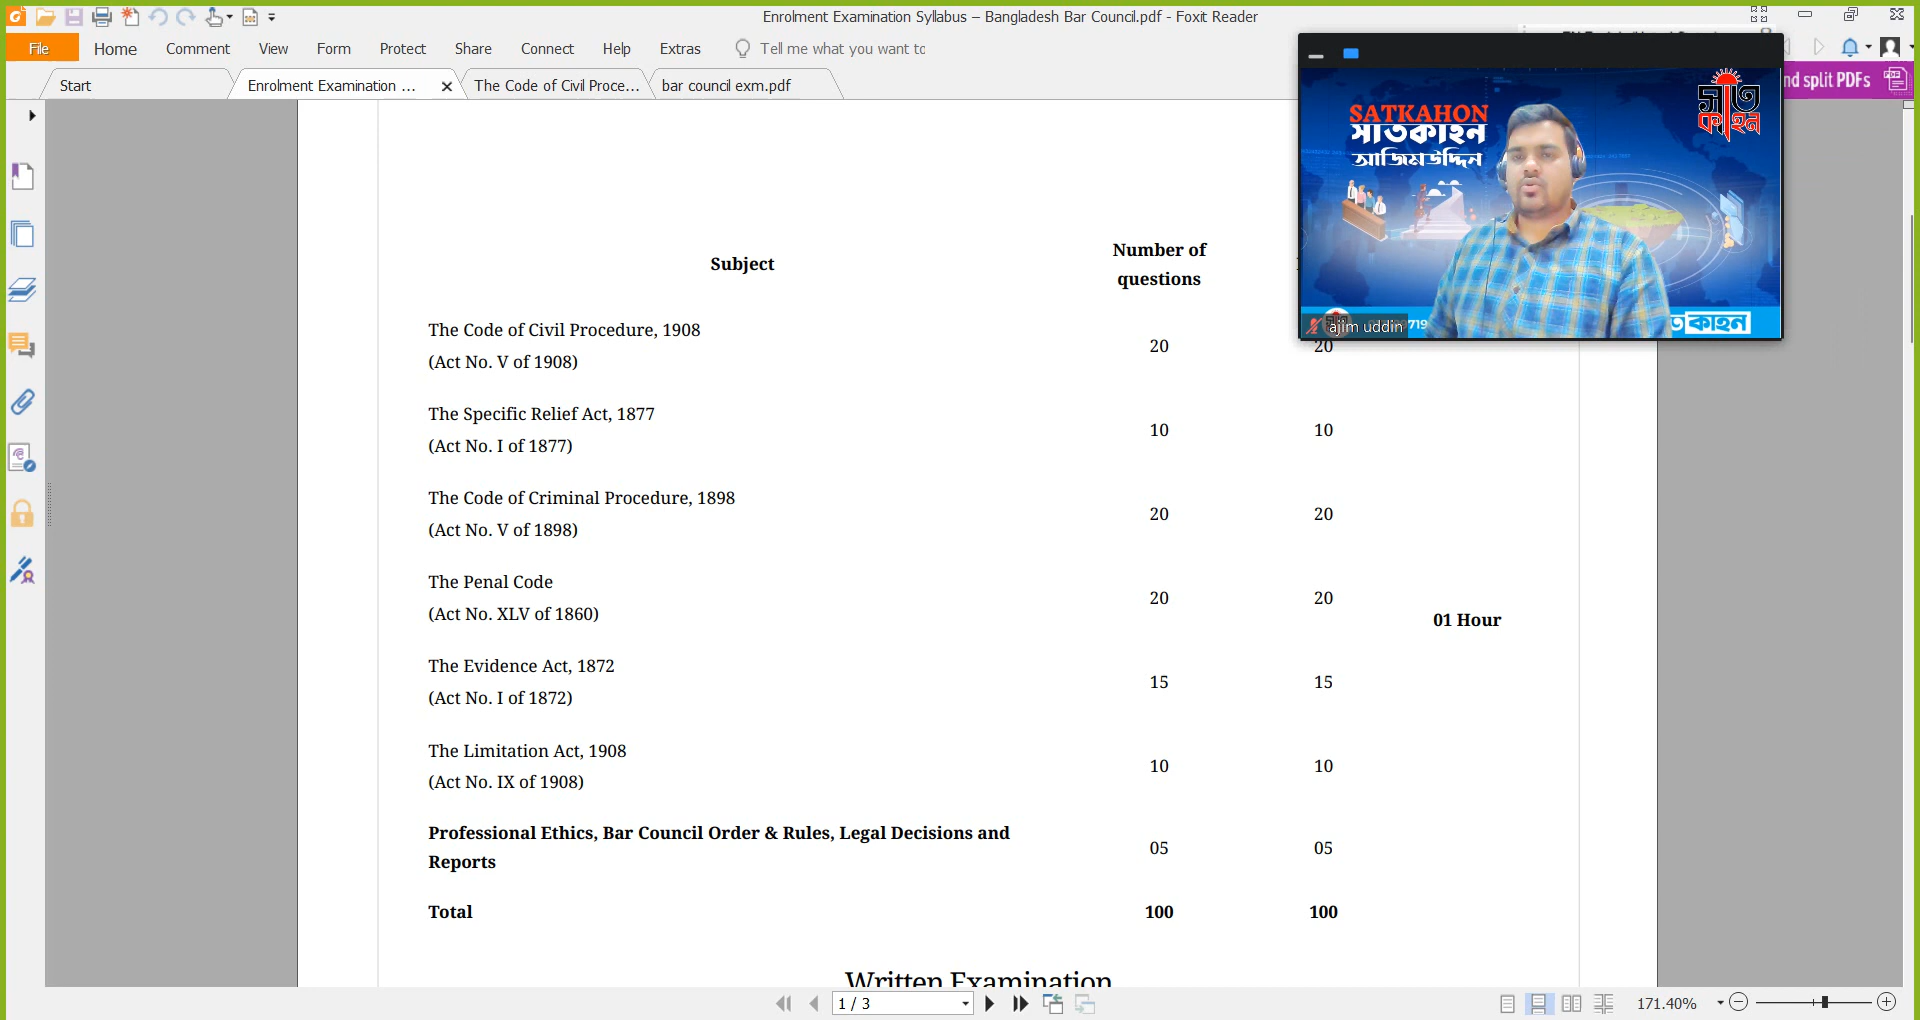 Enrolment Examination Syllabus – Bangladesh Bar Council.pdf - Foxit Reader
File Home Comment View Form Protect Share Connect Help Extras Tell me what you want to
nd split PDFs
Start Enrolment Examination ... The Code of Civil Proce... bar council exm.pdf
SATKAHON
সাতকাহন
আজিমউদ্দিন
সাত
কাহন
ajim uddin
719
ত কাহন
Subject Number of
questions
The Code of Civil Procedure, 1908
(Act No. V of 1908)
20 20
The Specific Relief Act, 1877
(Act No. I of 1877)
10 10
The Code of Criminal Procedure, 1898
(Act No. V of 1898)
20 20
The Penal Code
(Act No. XLV of 1860)
20 20
01 Hour
The Evidence Act, 1872
(Act No. I of 1872)
15 15
The Limitation Act, 1908
(Act No. IX of 1908)
10 10
Professional Ethics, Bar Council Order & Rules, Legal Decisions and
Reports
05 05
Total 100 100
Written Examination
1 / 3 171.40%